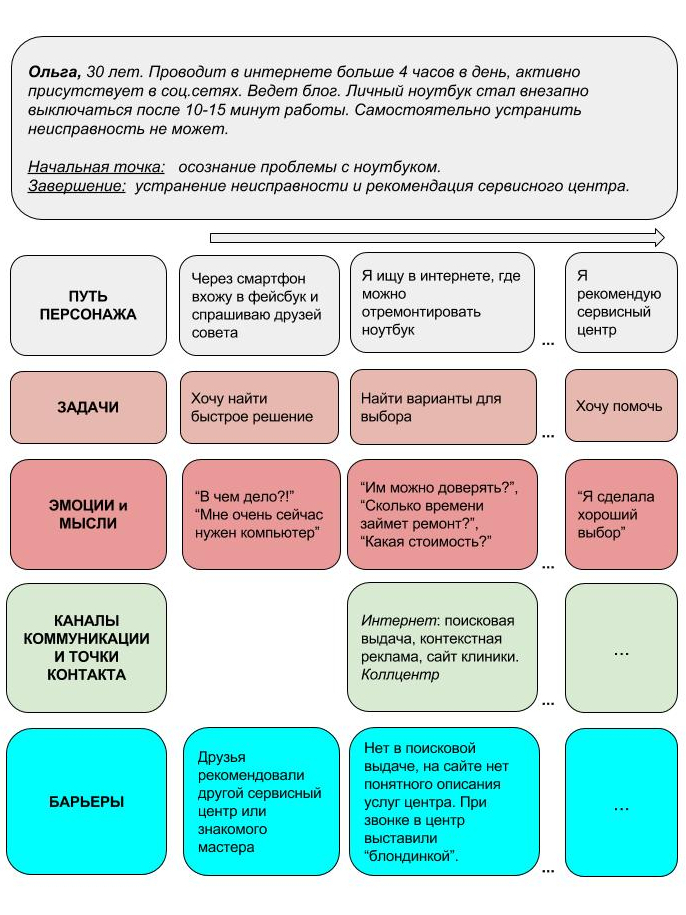 Ольга, 30 лет. Проводит в интернете больше 4 часов в день, активно
присутствует в соц.сетях. Ведет блог. Личный ноутбук стал внезапно
выключаться после 10-15 минут работы. Самостоятельно устранить
неисправность не может.
Начальная точка: осознание проблемы с ноутбуком.
Завершение: устранение неисправности и рекомендация сервисного центра.
ПУТЬ
ПЕРСОНАЖА
Через смартфон
вхожу в фейсбук и
спрашиваю друзей
совета
Я ищу в интернете, где
можно
отремонтировать
ноутбук
...
Я
рекомендую
сервисный
центр
ЗАДАЧИ
Хочу найти
быстрое решение
Найти варианты для
выбора
...
Хочу помочь
ЭМОЦИИ и
МЫСЛИ
“В чем дело?!”
“Мне очень сейчас
нужен компьютер”
“Им можно доверять?”,
“Сколько времени
займет ремонт?”,
“Какая стоимость?”
...
“Я сделала
хороший
выбор”
КАНАЛЫ
КОММУНИКАЦИИ
И ТОЧКИ
КОНТАКТА
Интернет: поисковая
выдача, контекстная
реклама, сайт клиники.
Коллцентр
...
...
БАРЬЕРЫ
Друзья
рекомендовали
другой сервисный
центр или
знакомого
мастера
Нет в поисковой
выдаче, на сайте нет
понятного описания
услуг центра. При
звонке в центр
выставили
“блондинкой”.
...
...